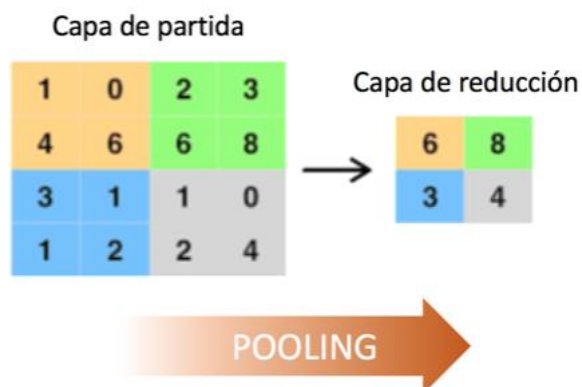 Capa de partida
1 0 2 3
4 6 6 8
3 1 1 0
1 2 2 4
Capa de reducción
6 8
3 4
POOLING